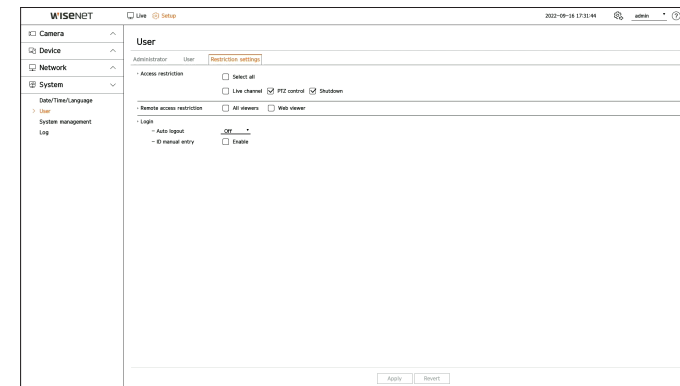 WISENET
Live Setup 2022-09-16 17:31:44 admin ?
Camera
Device
Network
System
Date/Time/Language
> User
System management
Log
User
Administrator User Restriction settings
· Access restriction Select all
Live channel PTZ control Shutdown
· Remote access restriction All viewers Web viewer
· Login
– Auto logout Off
– ID manual entry Enable
Apply Revert